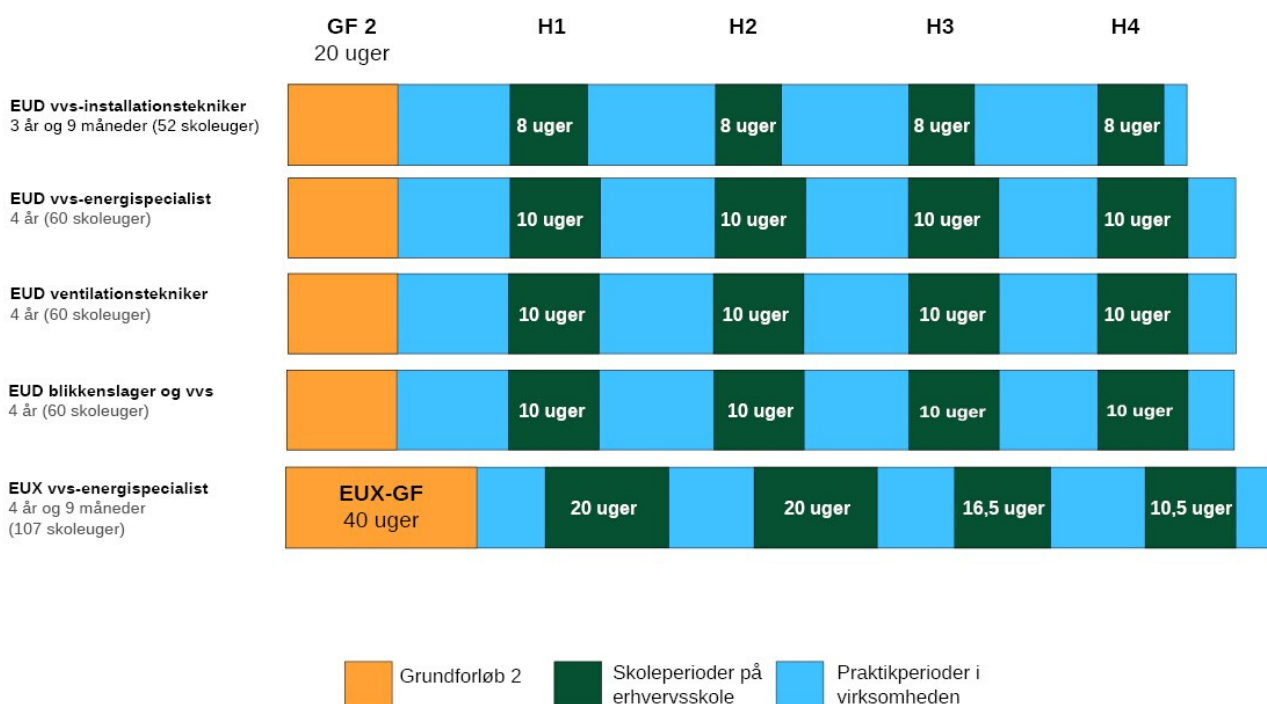 GF 2
20 uger
H1
H2
H3
H4
EUD vvs-installationstekniker
3 år og 9 måneder (52 skoleuger)
8 uger
8 uger
8 uger
8 uger
EUD vvs-energispecialist
4 år (60 skoleuger)
10 uger
10 uger
10 uger
10 uger
EUD ventilationstekniker
4 år (60 skoleuger)
10 uger
10 uger
10 uger
10 uger
EUD blikkenslager og vvs
4 år (60 skoleuger)
10 uger
10 uger
10 uger
10 uger
EUX vvs-energispecialist
4 år og 9 måneder
(107 skoleuger)
EUX-GF
40 uger
20 uger
20 uger
16,5 uger
10,5 uger
Grundforløb 2
Skoleperioder på
erhvervsskole
Praktikperioder i
virksomheden